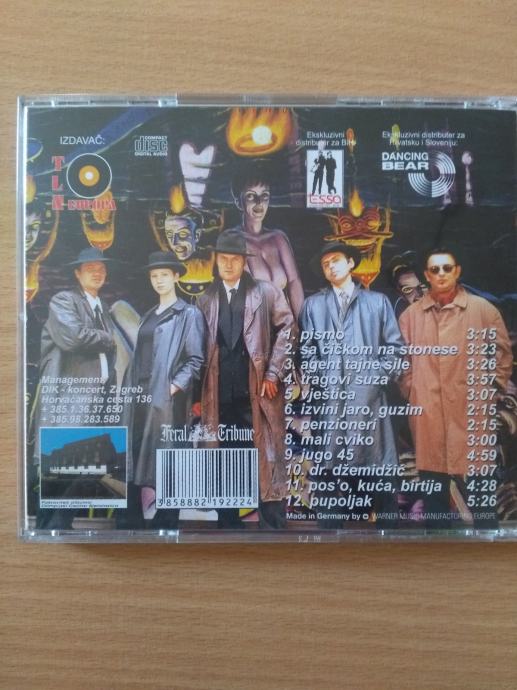 IZDAVAČ:
TLN
EUROPA
COMPACT
disc
DIGITAL AUDIO
Ekskluzivni
distributer za BiH:
ESSO
Ekskluzivni distributer za
Hrvatsku i Sloveniju:
DANCING
BEAR
1. pismo 3:15
2. sa čičkom na stonese 3:23
3. agent tajne sile 3:26
4. tragovi suza 3:57
5. vještica 3:07
6. izvini jaro, guzim 2:15
7. penzioneri 2:15
8. mali cviko 3:00
9. jugo 45 4:59
10. dr. džemidžić 3:07
11. pos'o, kuća, birtija 4:28
12. pupoljak 5:26
Management:
DIK - koncert, Zagreb
Horvaćanska cesta 136
+ 385.1.36.37.650
+ 385.98.283.589
Feral Tribune
3858882192224
Made in Germany by WARNER MUSIC MANUFACTURING EUROPE